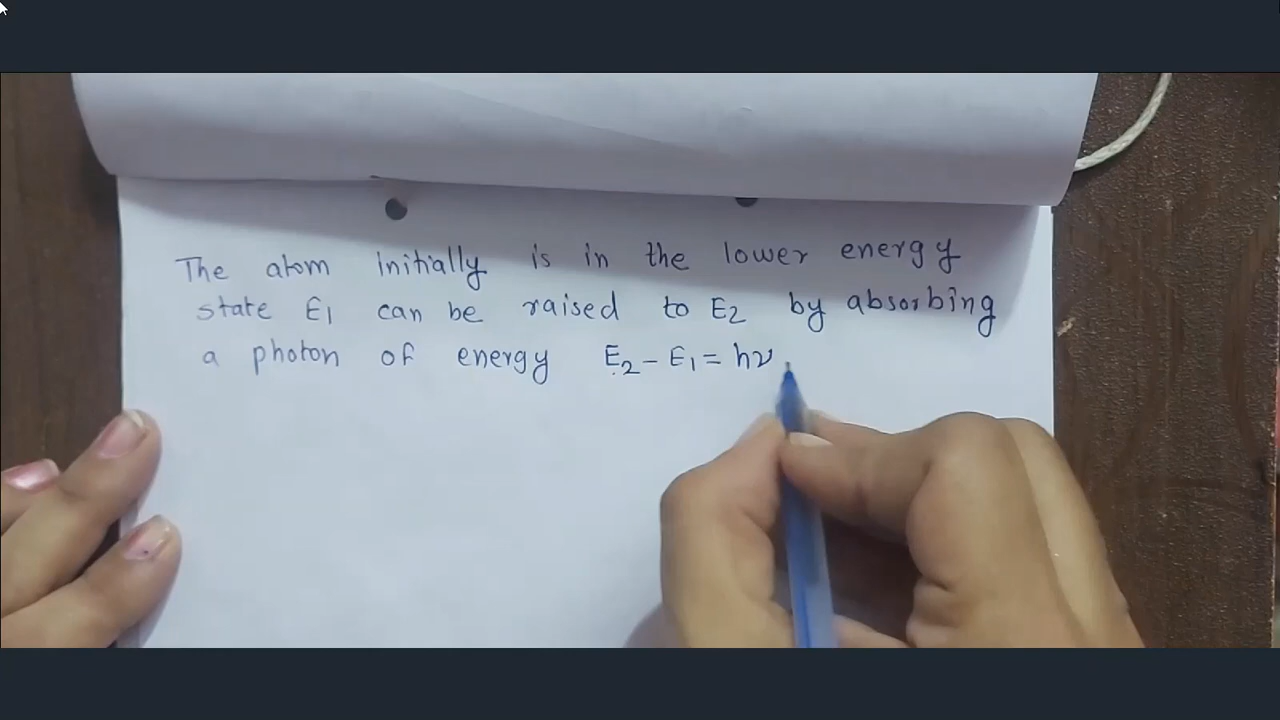 The atom initially is in the lower energy
state E1 can be raised to E2 by absorbing
a photon of energy E₂ - E₁ = hν